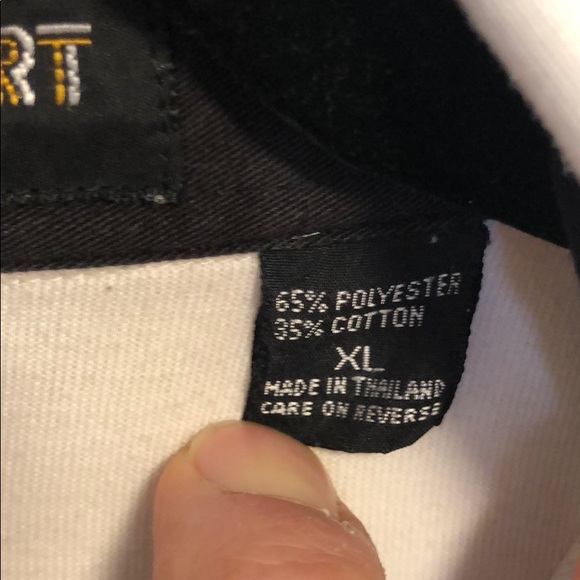 RT
65% POLYESTER
35% COTTON
XL
MADE IN THAILAND
CARE ON REVERSE